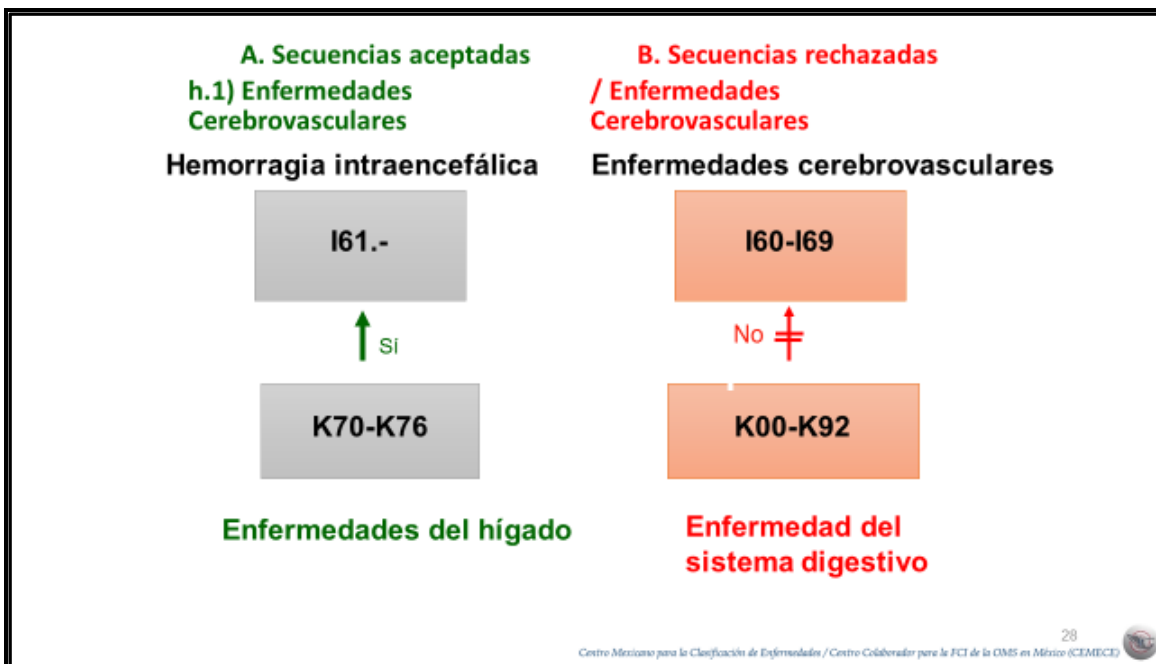 A. Secuencias aceptadas
h.1) Enfermedades
Cerebrovasculares
Hemorragia intraencefálica
I61.-
Sí
K70-K76
Enfermedades del hígado
B. Secuencias rechazadas
/ Enfermedades
Cerebrovasculares
Enfermedades cerebrovasculares
I60-I69
No
K00-K92
Enfermedad del
sistema digestivo
28
Centro Mexicano para la Clasificación de Enfermedades / Centro Colaborador para la FCI de la OMS en México (CEMECE)